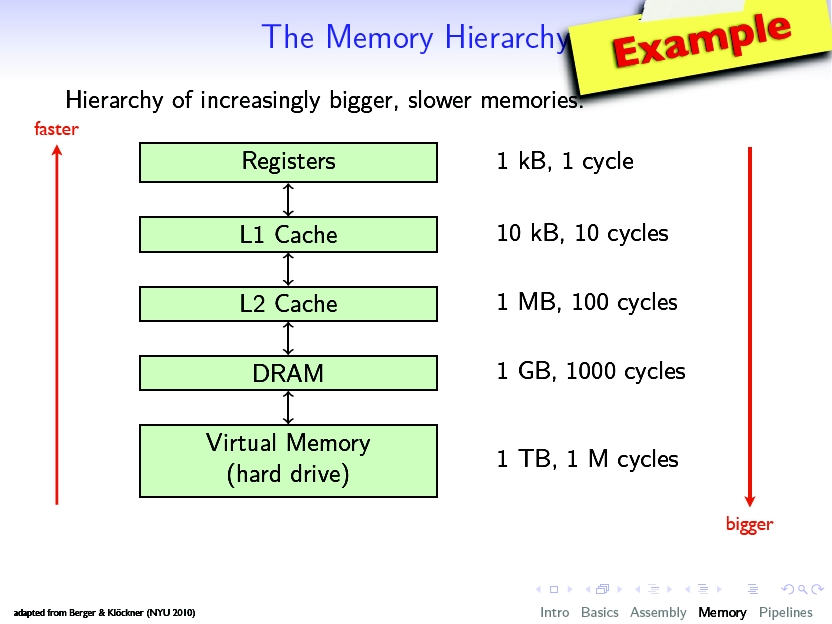 The Memory Hierarchy
Example
Hierarchy of increasingly bigger, slower memories.
faster
Registers
1 kB, 1 cycle
L1 Cache
10 kB, 10 cycles
L2 Cache
1 MB, 100 cycles
DRAM
1 GB, 1000 cycles
Virtual Memory
(hard drive)
1 TB, 1 M cycles
bigger
adapted from Berger & Klöckner (NYU 2010)
Intro Basics Assembly Memory Pipelines